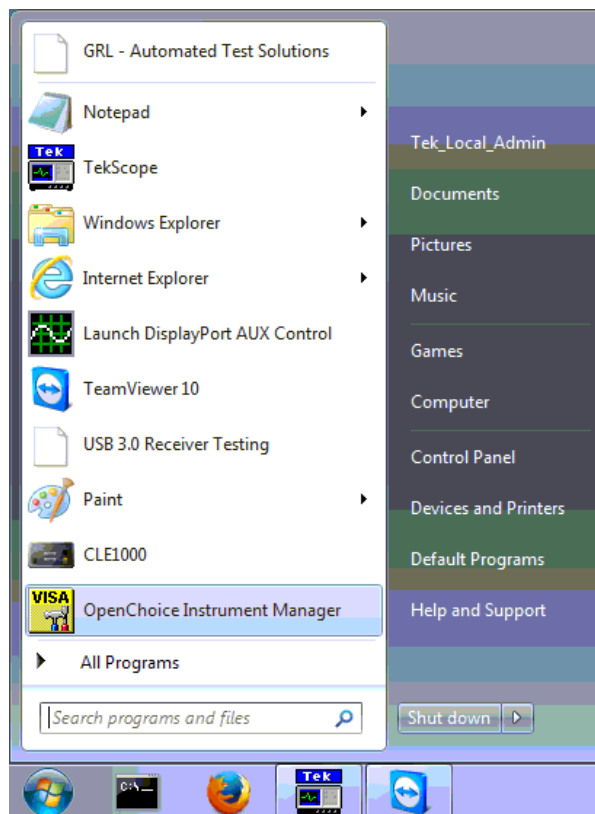 GRL - Automated Test Solutions
Notepad
Tek
TekScope
Windows Explorer
Internet Explorer
Launch DisplayPort AUX Control
TeamViewer 10
USB 3.0 Receiver Testing
Paint
CLE1000
VISA
OpenChoice Instrument Manager
All Programs
Search programs and files
Tek_Local_Admin
Documents
Pictures
Music
Games
Computer
Control Panel
Devices and Printers
Default Programs
Help and Support
Shut down
C:\_
Tek